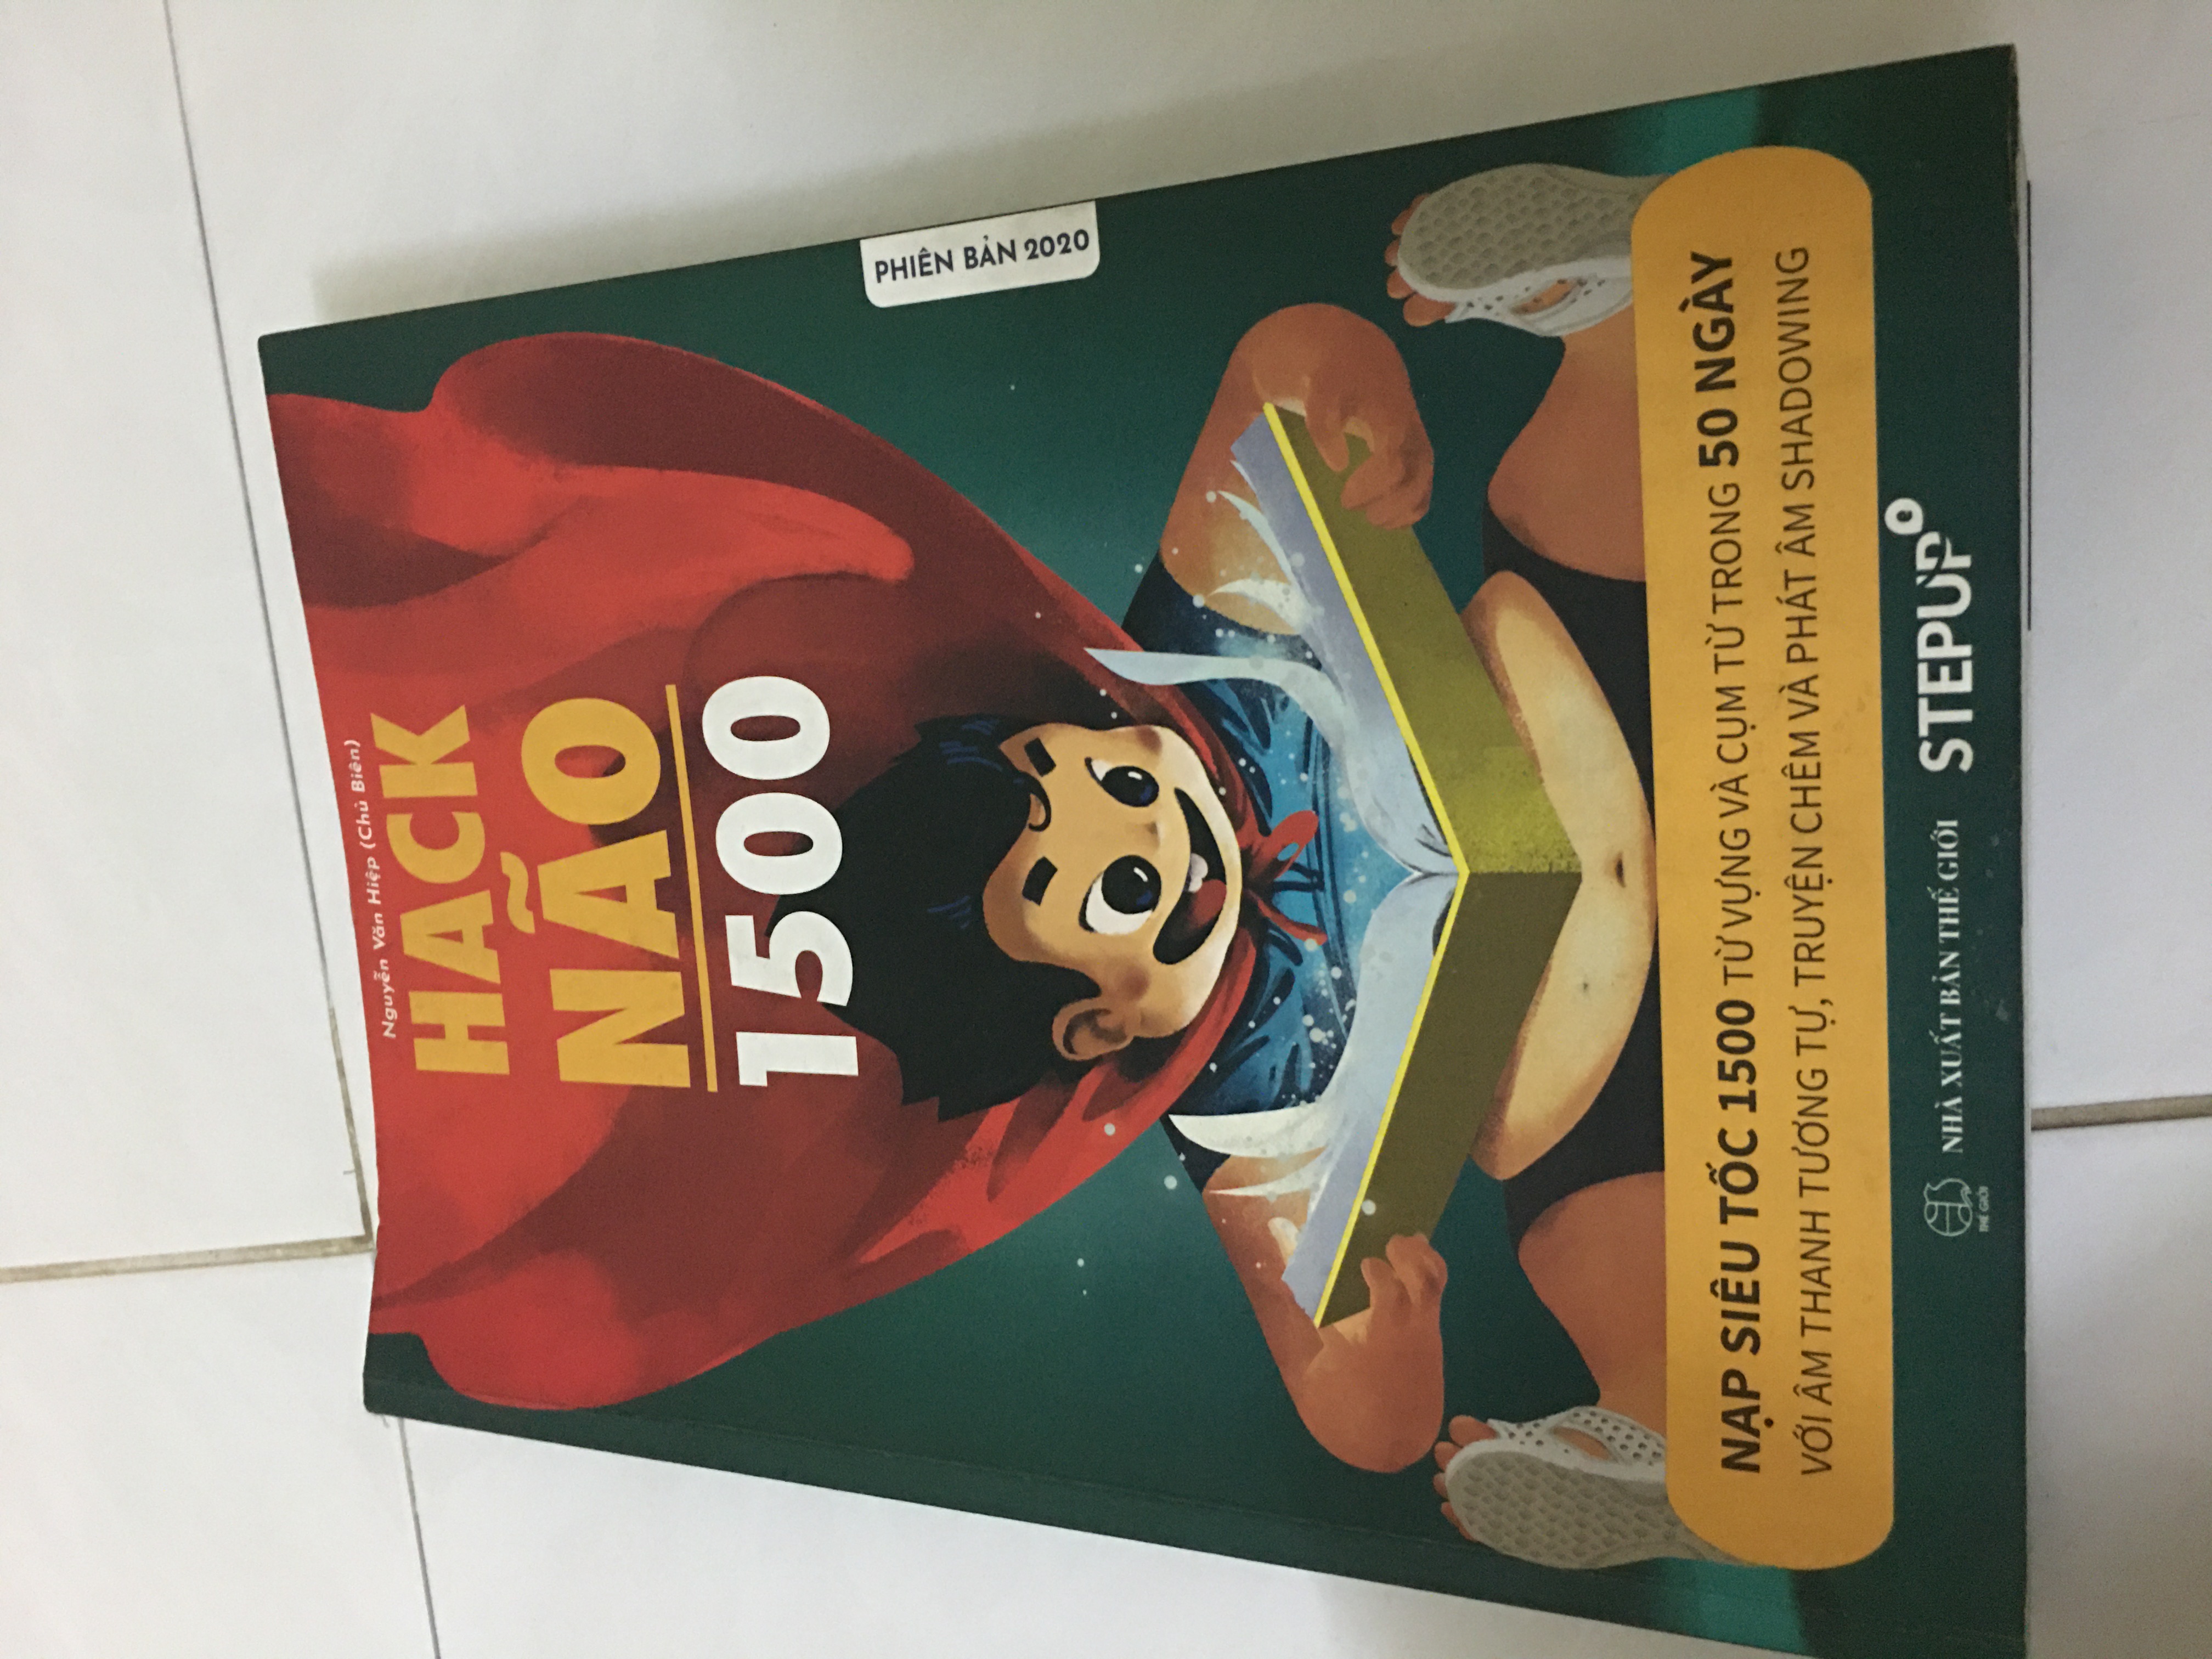 Nguyễn Văn Hiệp (Chủ Biên)
HACK
NÃO
1500
PHIÊN BẢN 2020
NẠP SIÊU TỐC 1500 TỪ VỰNG VÀ CỤM TỪ TRONG 50 NGÀY
VỚI ÂM THANH TƯƠNG TỰ, TRUYỆN CHÊM VÀ PHÁT ÂM SHADOWING
THẾ GIỚI
NHÀ XUẤT BẢN THẾ GIỚI
STEPUP e